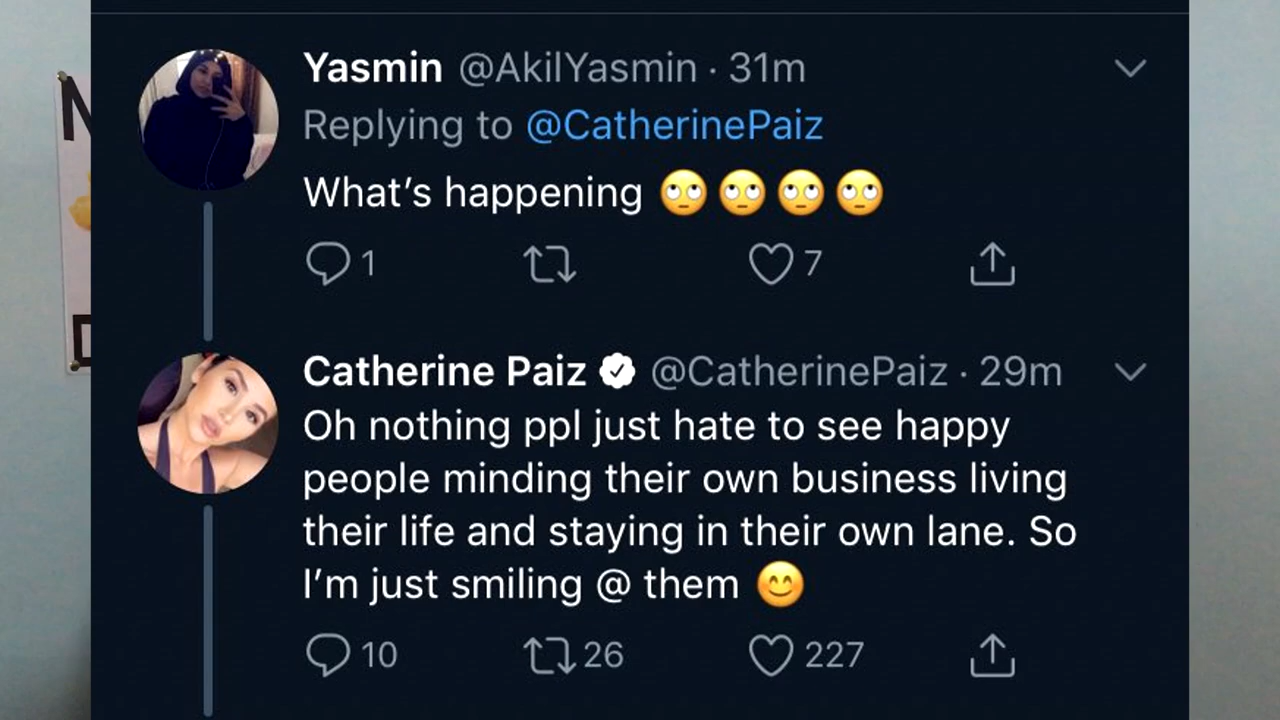 Yasmin @AkilYasmin · 31m
Replying to @CatherinePaiz
What’s happening 🙄🙄🙄🙄
1 7
Catherine Paiz @CatherinePaiz · 29m
Oh nothing ppl just hate to see happy
people minding their own business living
their life and staying in their own lane. So
I’m just smiling @ them 😊
10 26 227